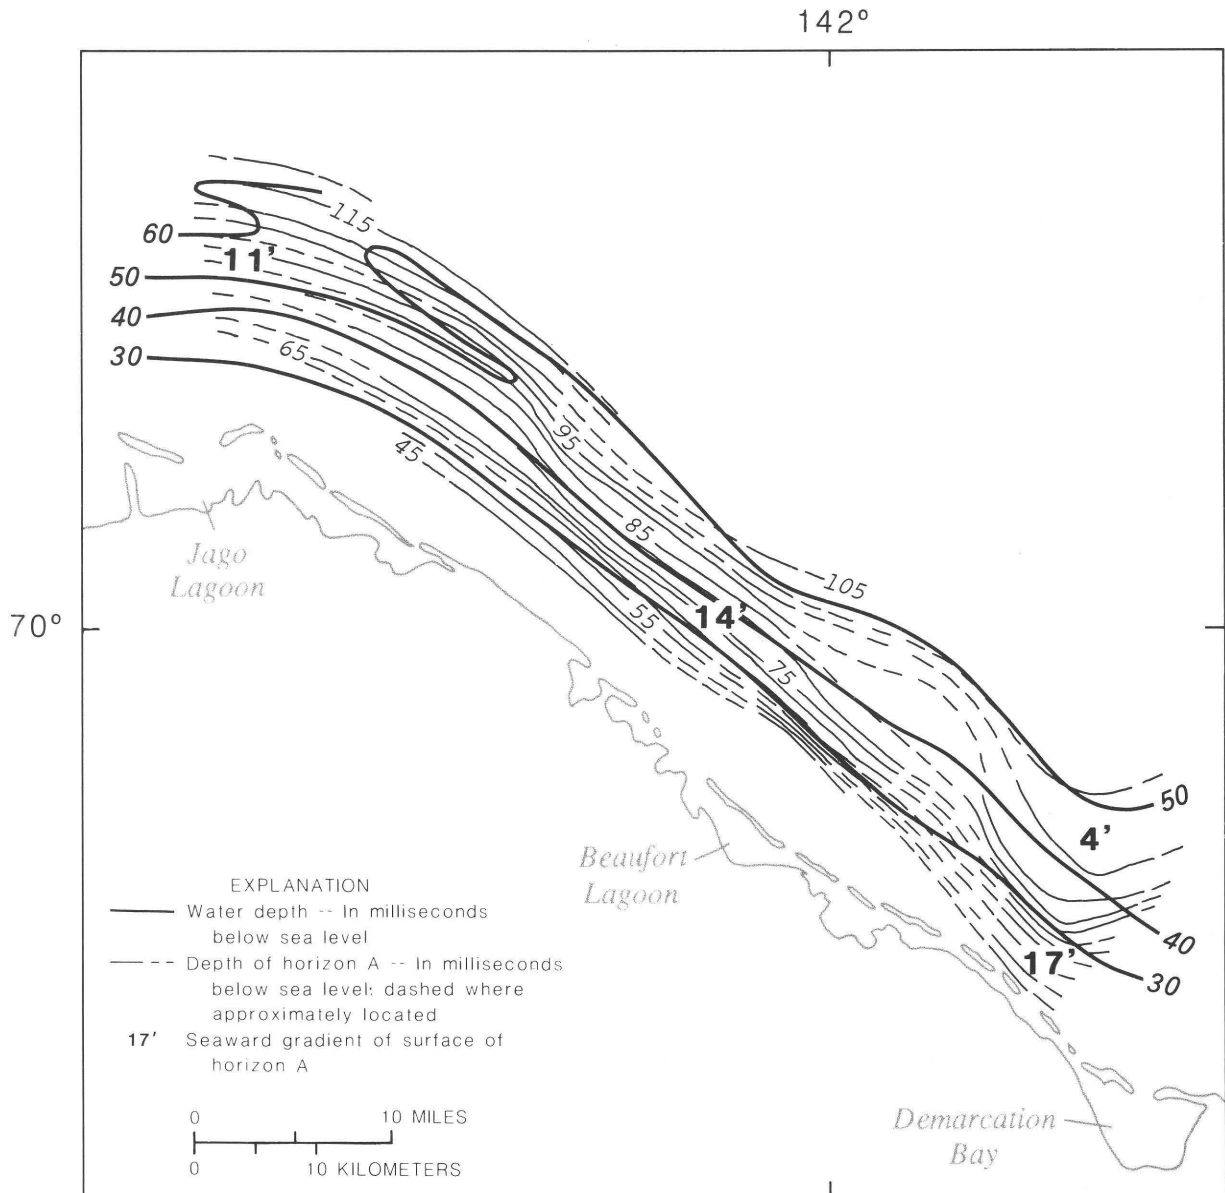 142°
115
60
11’
50
40
65
30
45
95
Jago
Lagoon
85
105
70°
14’
55
75
50
4’
Beaufort
Lagoon
EXPLANATION
Water depth -- In milliseconds
below sea level
Depth of horizon A -- In milliseconds
below sea level: dashed where
approximately located
17' Seaward gradient of surface of
horizon A
40
17’
30
0 10 MILES
0 10 KILOMETERS
Demarcation
Bay